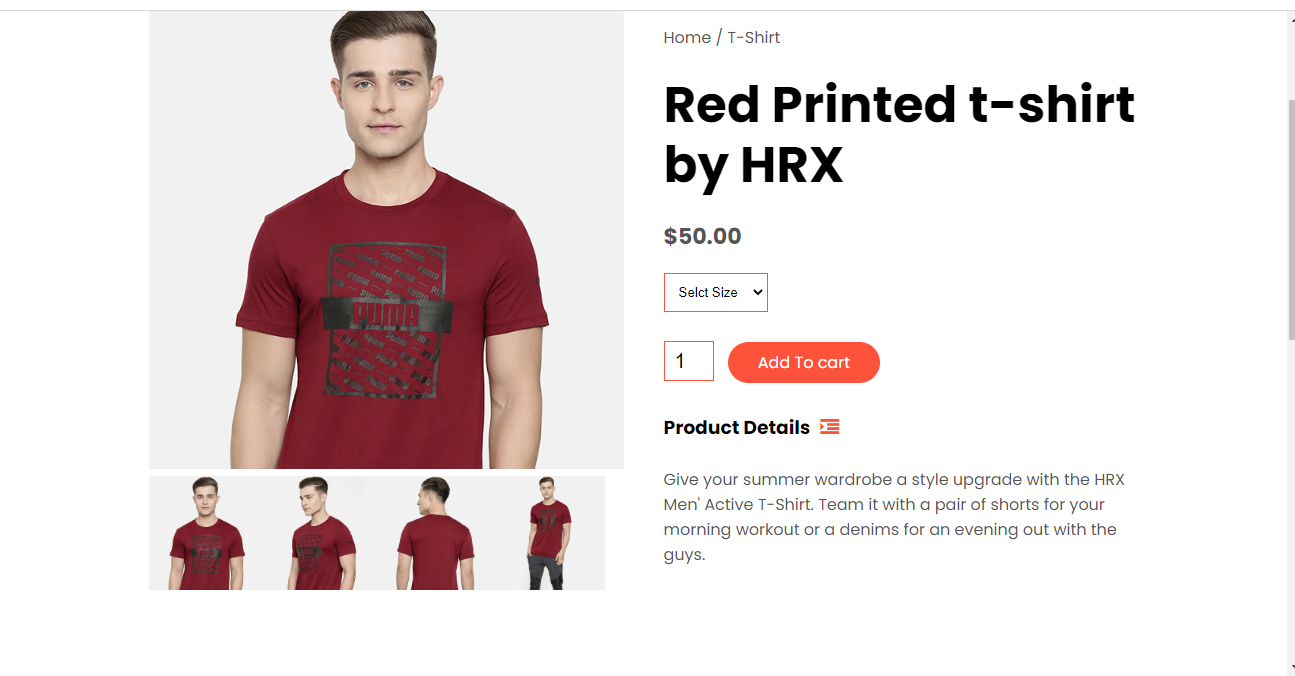 Home / T-Shirt
Red Printed t-shirt
by HRX
$50.00
Selct Size
1
Add To cart
Product Details
Give your summer wardrobe a style upgrade with the HRX
Men' Active T-Shirt. Team it with a pair of shorts for your
morning workout or a denims for an evening out with the
guys.
PUMA